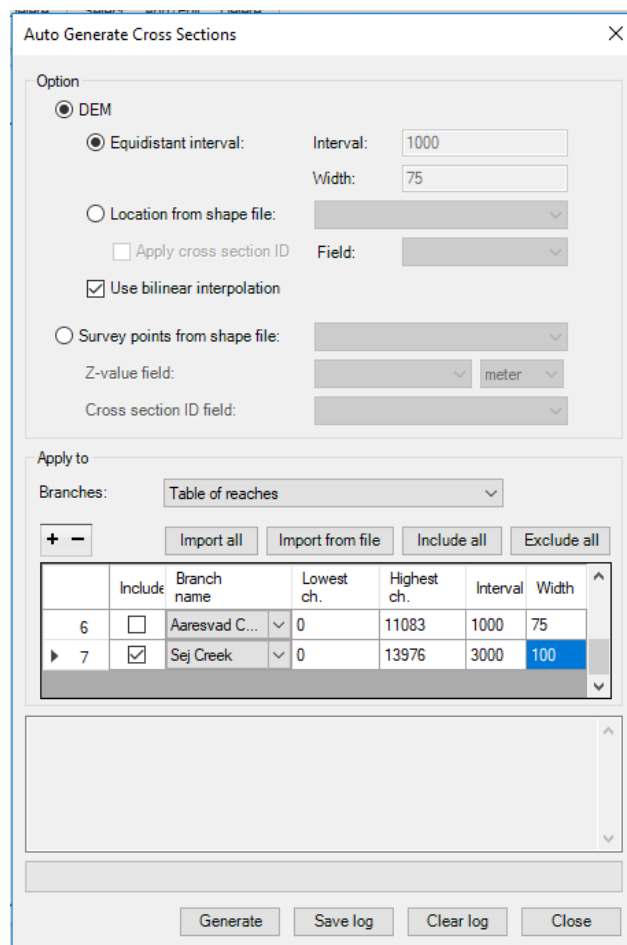 Auto Generate Cross Sections
Option
DEM
Equidistant interval: Interval: 1000
Width: 75
Location from shape file:
Apply cross section ID Field:
Use bilinear interpolation
Survey points from shape file:
Z-value field: meter
Cross section ID field:
Apply to
Branches: Table of reaches
+ − Import all Import from file Include all Exclude all
Include Branch name Lowest ch. Highest ch. Interval Width
6 Aaresvad C... 0 11083 1000 75
7 Sej Creek 0 13976 3000 100
Generate Save log Clear log Close